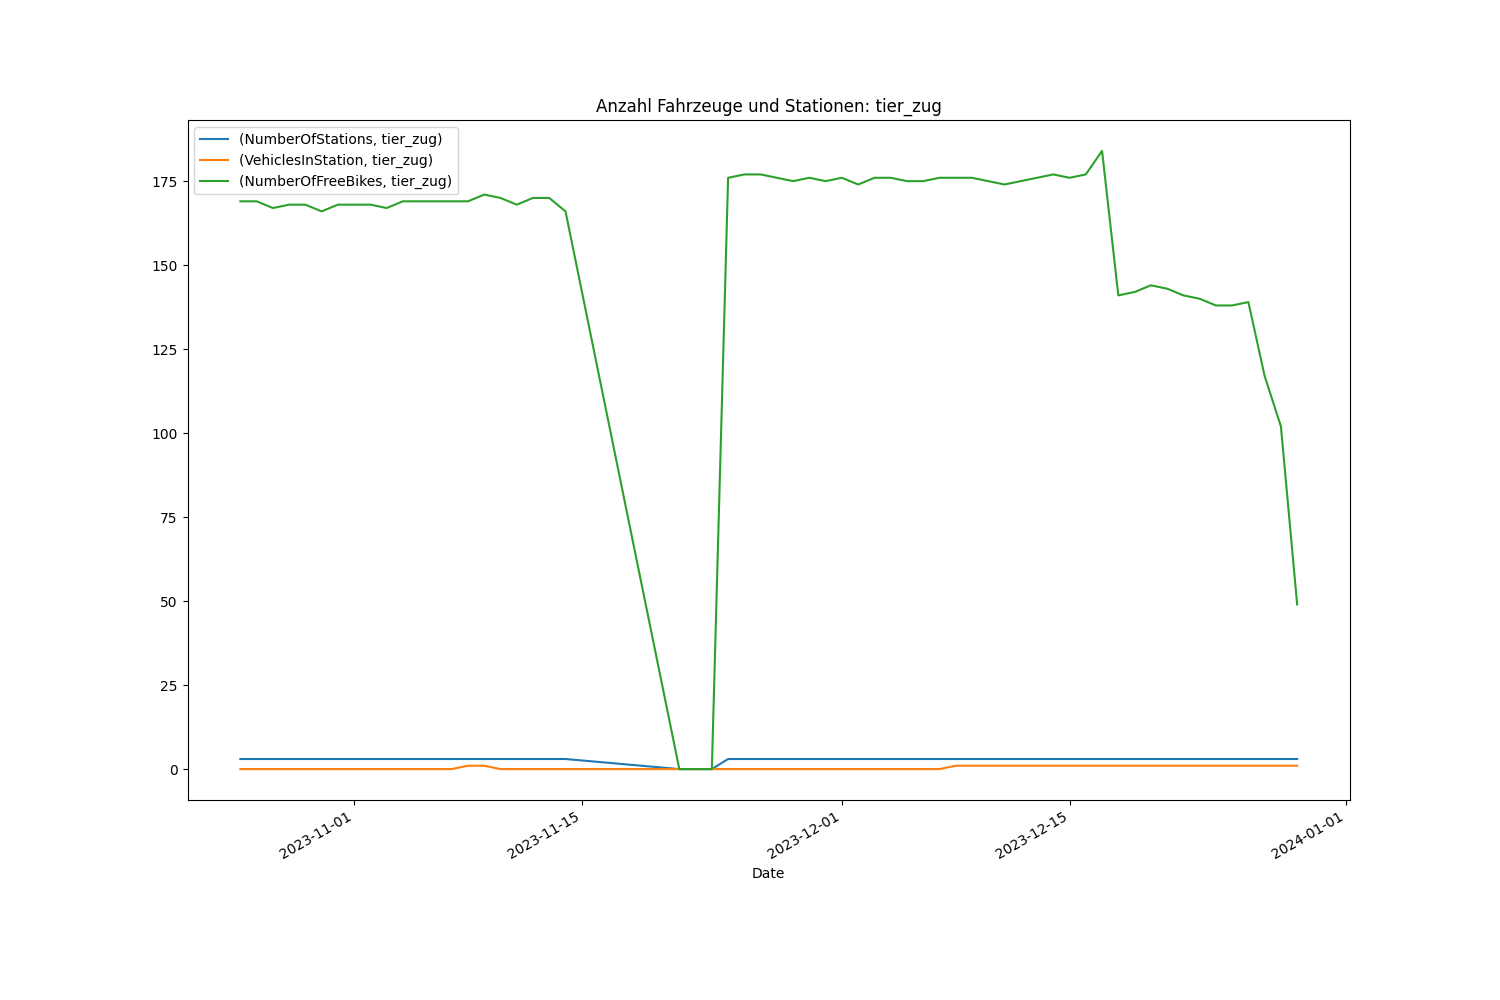 Anzahl Fahrzeuge und Stationen: tier_zug
(NumberOfStations, tier_zug)
(VehiclesInStation, tier_zug)
(NumberOfFreeBikes, tier_zug)
175
150
125
100
75
50
25
0
2023-11-01
2023-11-15
2023-12-01
2023-12-15
2024-01-01
Date